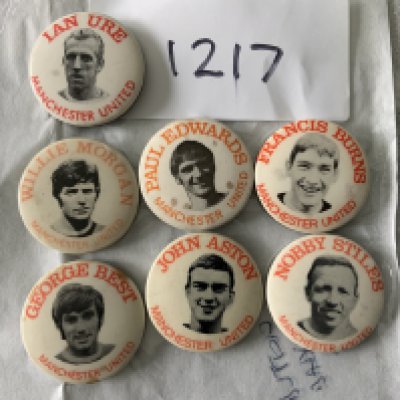 IAN URE
MANCHESTER UNITED
1217
WILLIE MORGAN
MANCHESTER UNITED
PAUL EDWARDS
MANCHESTER UNITED
FRANCIS BURNS
MANCHESTER UNITED
GEORGE BEST
MANCHESTER UNITED
JOHN ASTON
MANCHESTER UNITED
NOBBY STILES
MANCHESTER UNITED